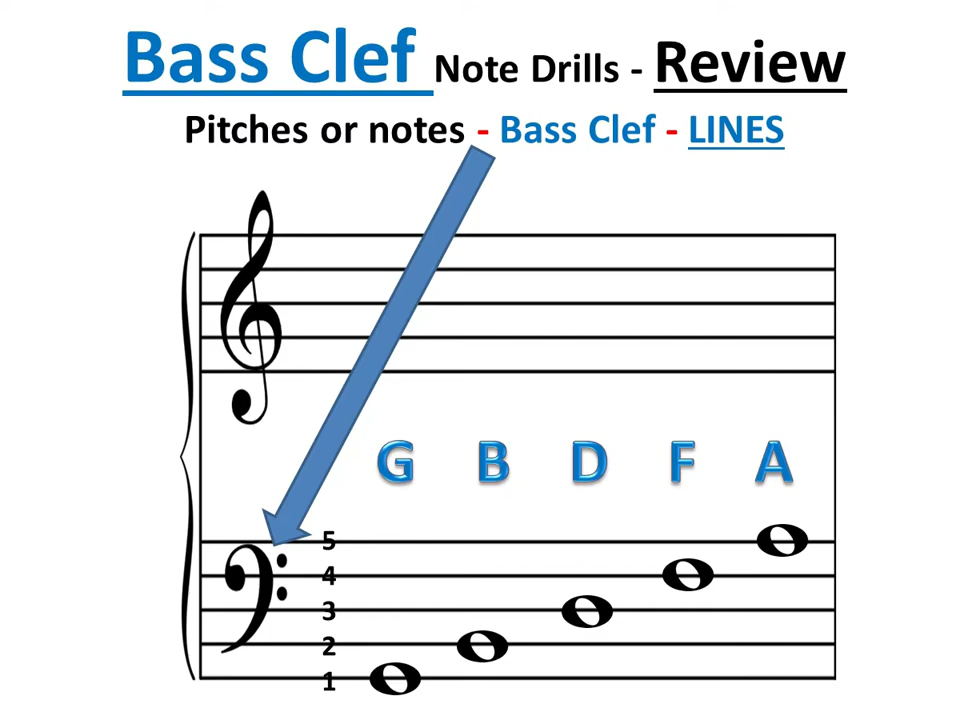 Bass Clef Note Drills - Review
Pitches or notes - Bass Clef - LINES
G B D F A
5
4
3
2
1